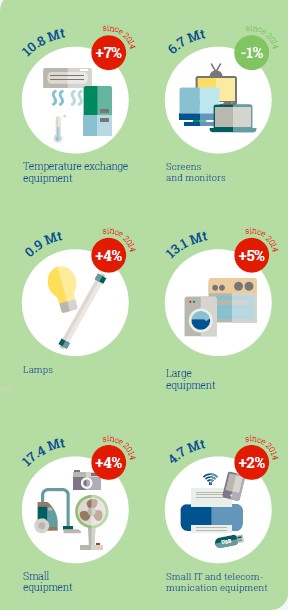 10.8 Mt
since 2014
+7%
Temperature exchange
equipment
6.7 Mt
since 2014
-1%
Screens
and monitors
0.9 Mt
since 2014
+4%
Lamps
13.1 Mt
since 2014
+5%
Large
equipment
17.4 Mt
since 2014
+4%
Small
equipment
4.7 Mt
since 2014
+2%
USB
Small IT and telecom-
munication equipment